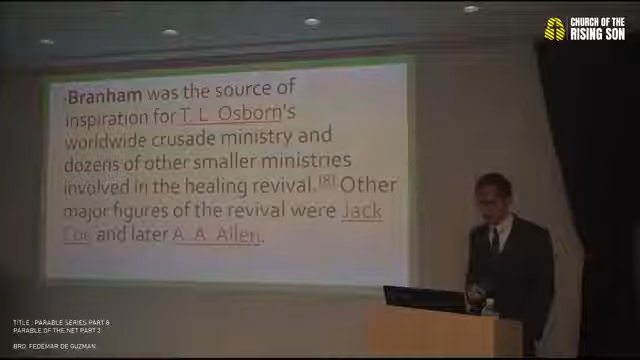 CHURCH OF THE
RISING SON
Branham was the source of
inspiration for T. L. Osborn's
worldwide crusade ministry and
dozens of other smaller ministries
involved in the healing revival.[8] Other
major figures of the revival were Jack
Coe and later A. A. Allen.
TITLE : PARABLE SERIES PART 8
PARABLE OF THE NET PART 2
BRO. FEDEMAR DE GUZMAN